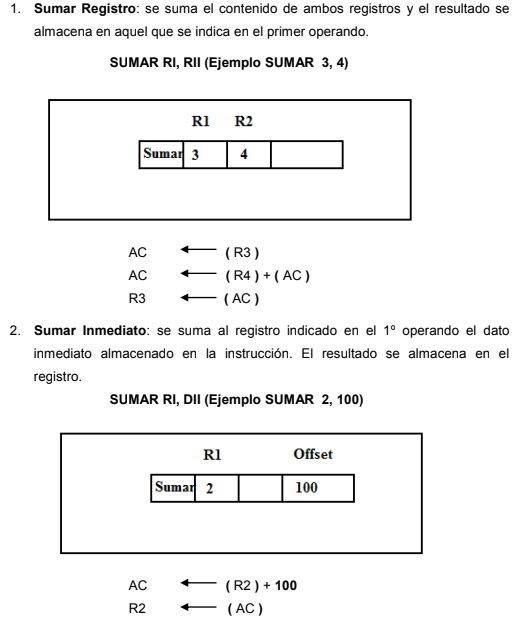 1. Sumar Registro: se suma el contenido de ambos registros y el resultado se
almacena en aquel que se indica en el primer operando.
SUMAR RI, RII (Ejemplo SUMAR 3, 4)
R1 R2
Sumar 3 4
AC ← ( R3 )
AC ← ( R4 ) + ( AC )
R3 ← ( AC )
2. Sumar Inmediato: se suma al registro indicado en el 1º operando el dato
inmediato almacenado en la instrucción. El resultado se almacena en el
registro.
SUMAR RI, DII (Ejemplo SUMAR 2, 100)
R1 Offset
Sumar 2 100
AC ← ( R2 ) + 100
R2 ← ( AC )